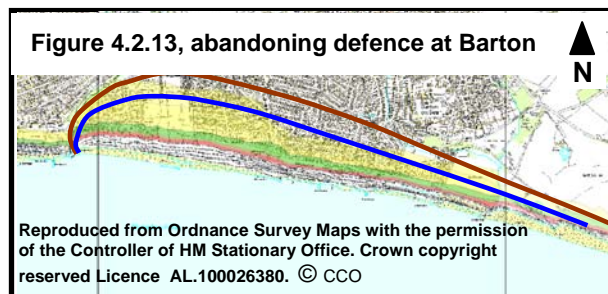 Figure 4.2.13, abandoning defence at Barton
N
Reproduced from Ordnance Survey Maps with the permission
of the Controller of HM Stationary Office. Crown copyright
reserved Licence AL.100026380. © CCO